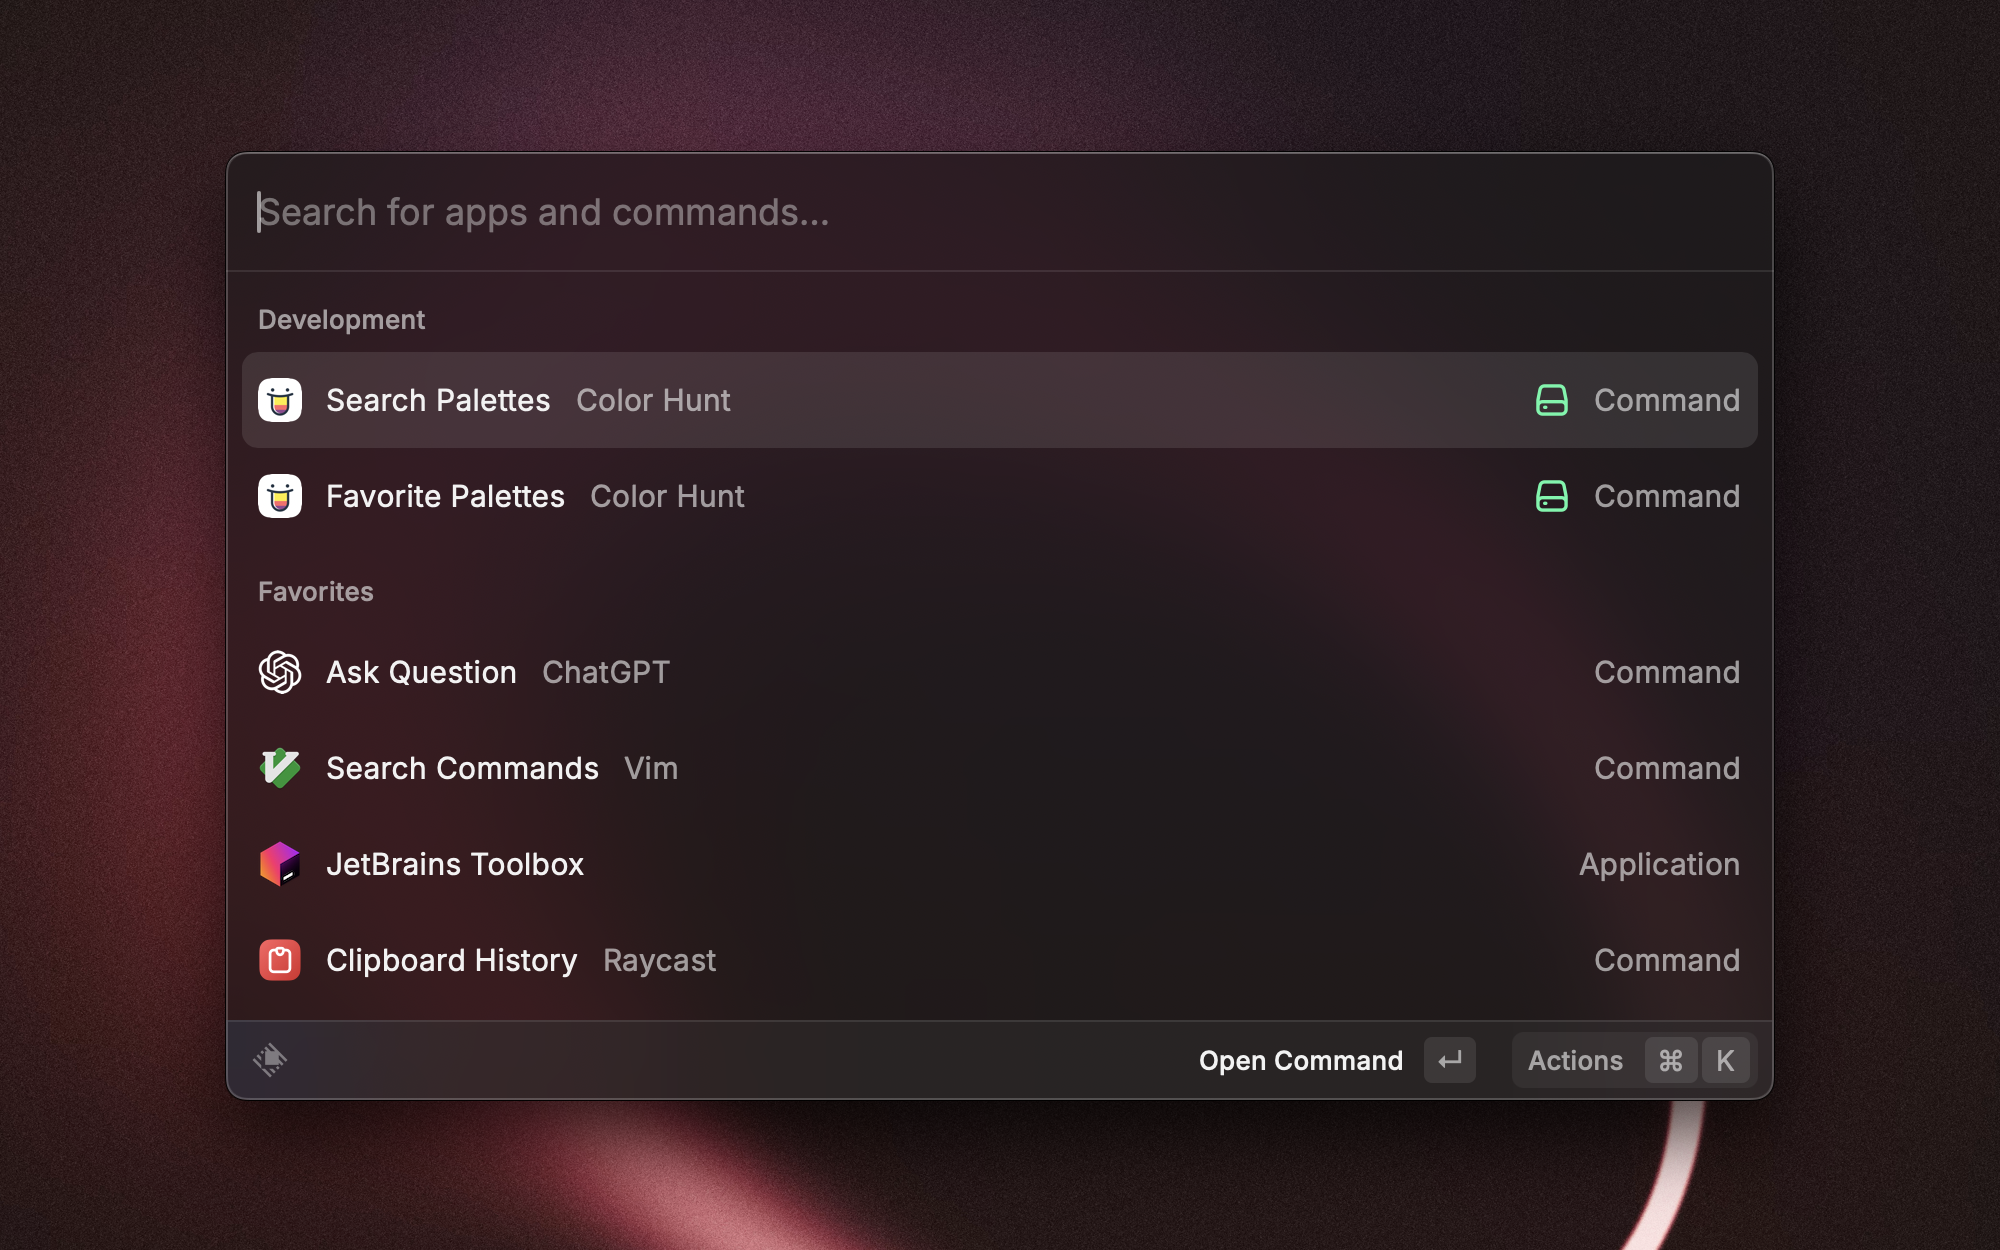 Search for apps and commands...
Development
Search Palettes Color Hunt Command
Favorite Palettes Color Hunt Command
Favorites
Ask Question ChatGPT Command
Search Commands Vim Command
JetBrains Toolbox Application
Clipboard History Raycast Command
Open Command ↵ Actions ⌘ K